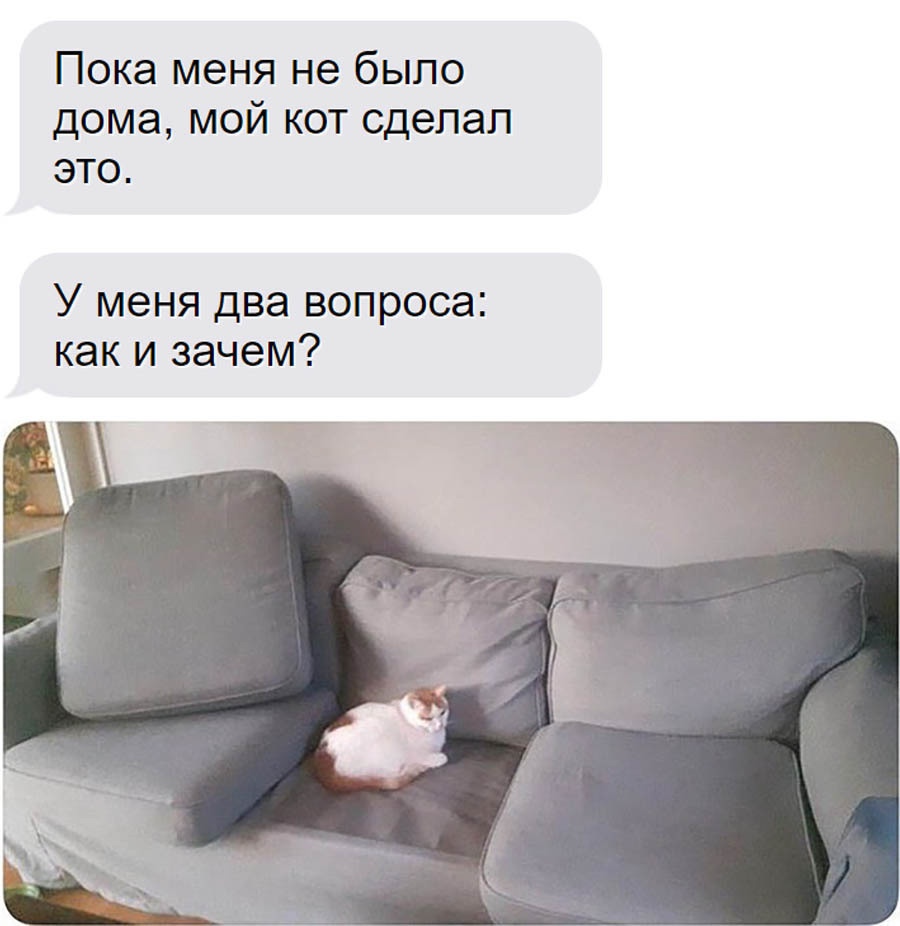 Пока меня не было
дома, мой кот сделал
это.
У меня два вопроса:
как и зачем?